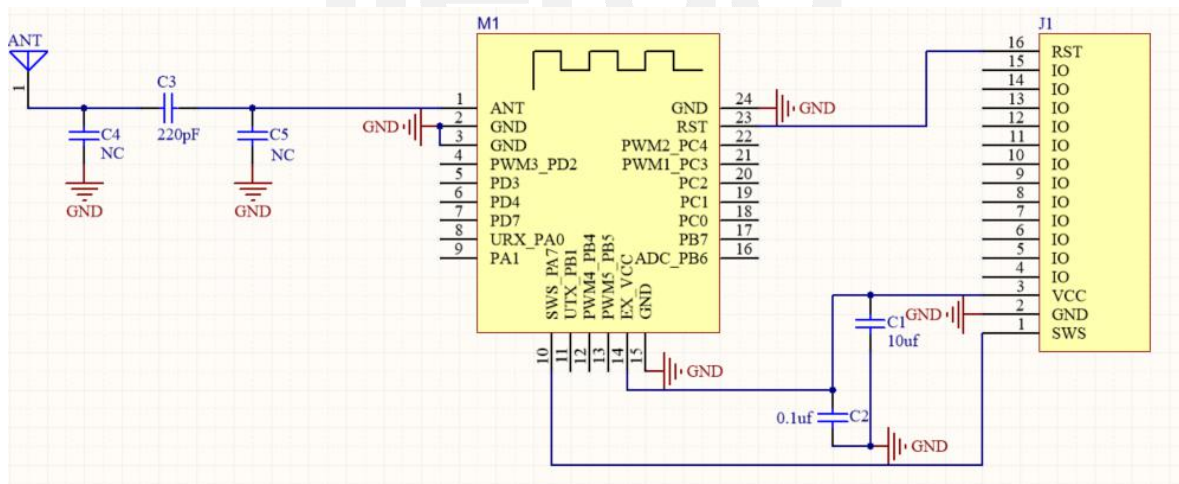 ANT
1
C3
220pF
C4
NC
GND
C5
NC
GND
M1
1 ANT
2 GND
3 GND
4 PWM3_PD2
5 PD3
6 PD4
7 PD7
8 URX_PA0
9 PA1
GND
10 SWS_PA7
11 UTX_PB1
12 PWM4_PB4
13 PWM5_PB5
14 EX_VCC
15 GND
GND
GND 24
RST 23
PWM2_PC4 22
PWM1_PC3 21
PC2 20
PC1 19
PC0 18
PB7 17
ADC_PB6 16
GND
J1
16 RST
15 IO
14 IO
13 IO
12 IO
11 IO
10 IO
9 IO
8 IO
7 IO
6 IO
5 IO
4 IO
3 VCC
2 GND
1 SWS
GND
C1
10uf
0.1uf C2
GND